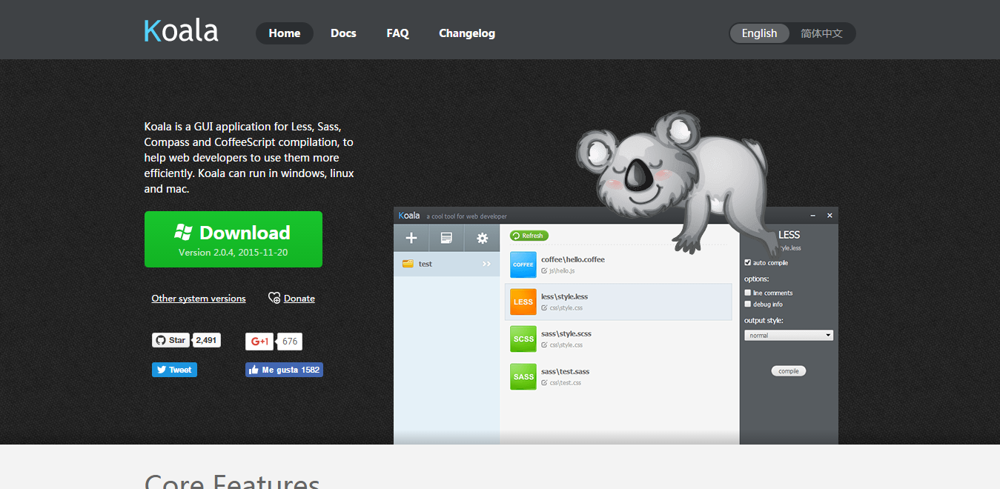 Koala
Home
Docs
FAQ
Changelog
English
简体中文
Koala is a GUI application for Less, Sass,
Compass and CoffeeScript compilation, to
help web developers to use them more
efficiently. Koala can run in windows, linux
and mac.
Download
Version 2.0.4, 2015-11-20
Other system versions
Donate
Star
2,491
G+1
676
Tweet
Me gusta 1582
Koala a cool tool for web developer
Refresh
test
COFFEE
coffee\hello.coffee
js\hello.js
LESS
less\style.less
css\style.css
SCSS
sass\style.scss
css\style.css
SASS
sass\test.sass
css\test.css
LESS
yle.less
auto compile
options:
line comments
debug info
output style:
normal
compile
Core Features